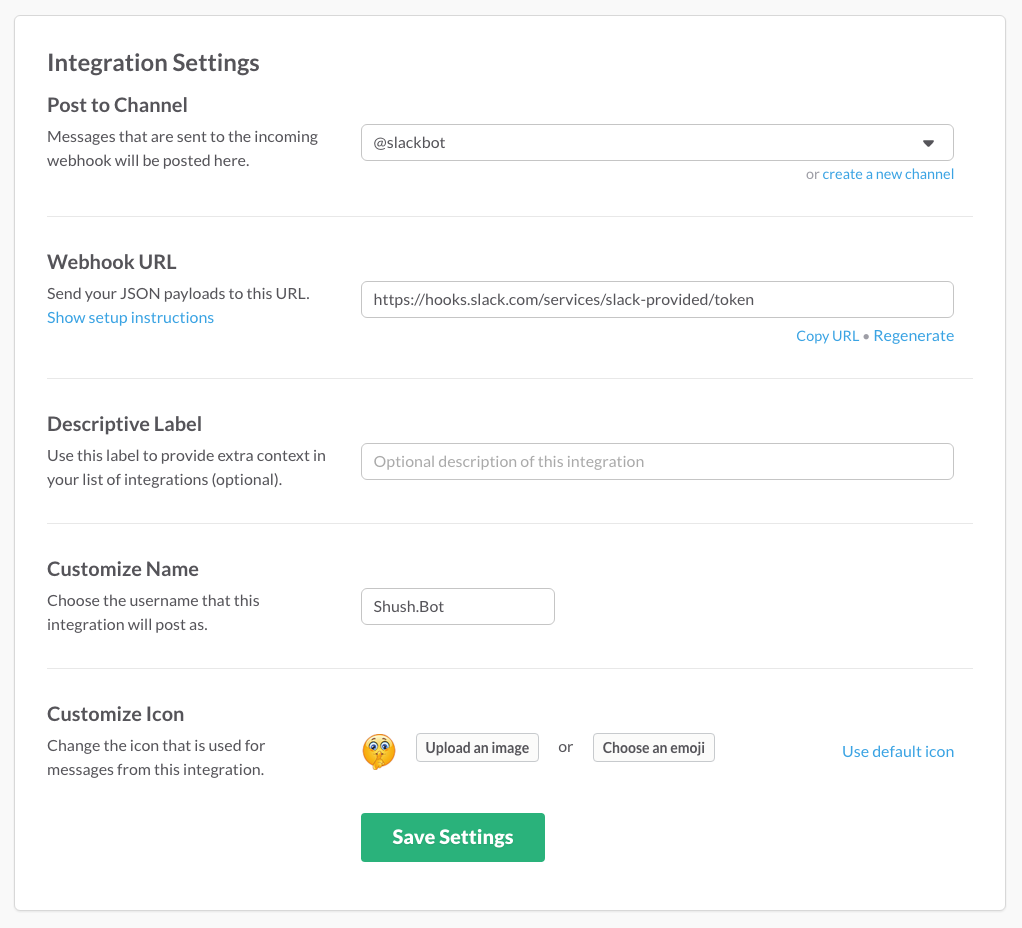 Integration Settings
Post to Channel
Messages that are sent to the incoming
webhook will be posted here.
@slackbot
or create a new channel
Webhook URL
Send your JSON payloads to this URL.
Show setup instructions
https://hooks.slack.com/services/slack-provided/token
Copy URL • Regenerate
Descriptive Label
Use this label to provide extra context in
your list of integrations (optional).
Optional description of this integration
Customize Name
Choose the username that this
integration will post as.
Shush.Bot
Customize Icon
Change the icon that is used for
messages from this integration.
Upload an image or Choose an emoji
Use default icon
Save Settings